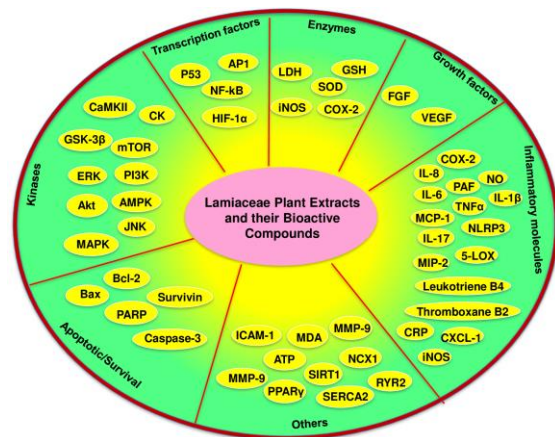 Transcription factors
P53
AP1
NF-kB
HIF-1α
Enzymes
LDH
GSH
SOD
iNOS
COX-2
Growth factors
FGF
VEGF
Inflammatory molecules
COX-2
IL-8
PAF
NO
IL-6
IL-1β
TNFα
MCP-1
NLRP3
IL-17
5-LOX
MIP-2
Leukotriene B4
Thromboxane B2
CRP
CXCL-1
iNOS
Others
ICAM-1
MDA
MMP-9
ATP
NCX1
MMP-9
SIRT1
RYR2
PPARγ
SERCA2
Apoptotic/Survival
Bcl-2
Bax
Survivin
PARP
Caspase-3
Kinases
CaMKII
CK
GSK-3β
mTOR
ERK
PI3K
Akt
AMPK
JNK
MAPK
Lamiaceae Plant Extracts
and their Bioactive
Compounds